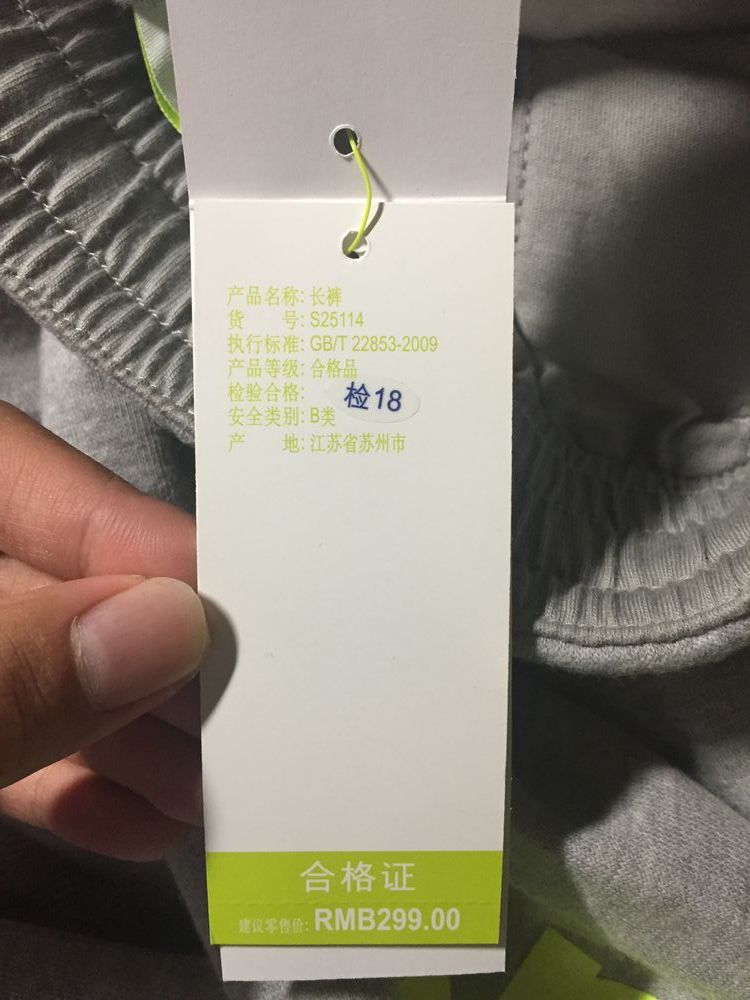 产品名称: 长裤
货 号: S25114
执行标准: GB/T 22853-2009
产品等级: 合格品
检验合格: 检18
安全类别: B类
产 地: 江苏省苏州市
合格证
建议零售价: RMB299.00